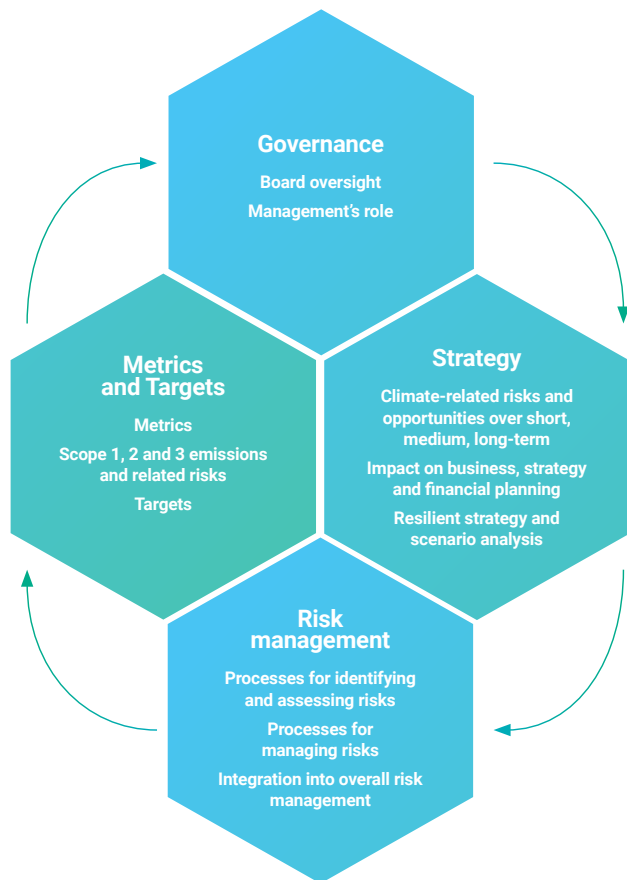 Governance
Board oversight
Management’s role
Metrics
and Targets
Metrics
Scope 1, 2 and 3 emissions
and related risks
Targets
Strategy
Climate-related risks and
opportunities over short,
medium, long-term
Impact on business, strategy
and financial planning
Resilient strategy and
scenario analysis
Risk
management
Processes for identifying
and assessing risks
Processes for
managing risks
Integration into overall risk
management